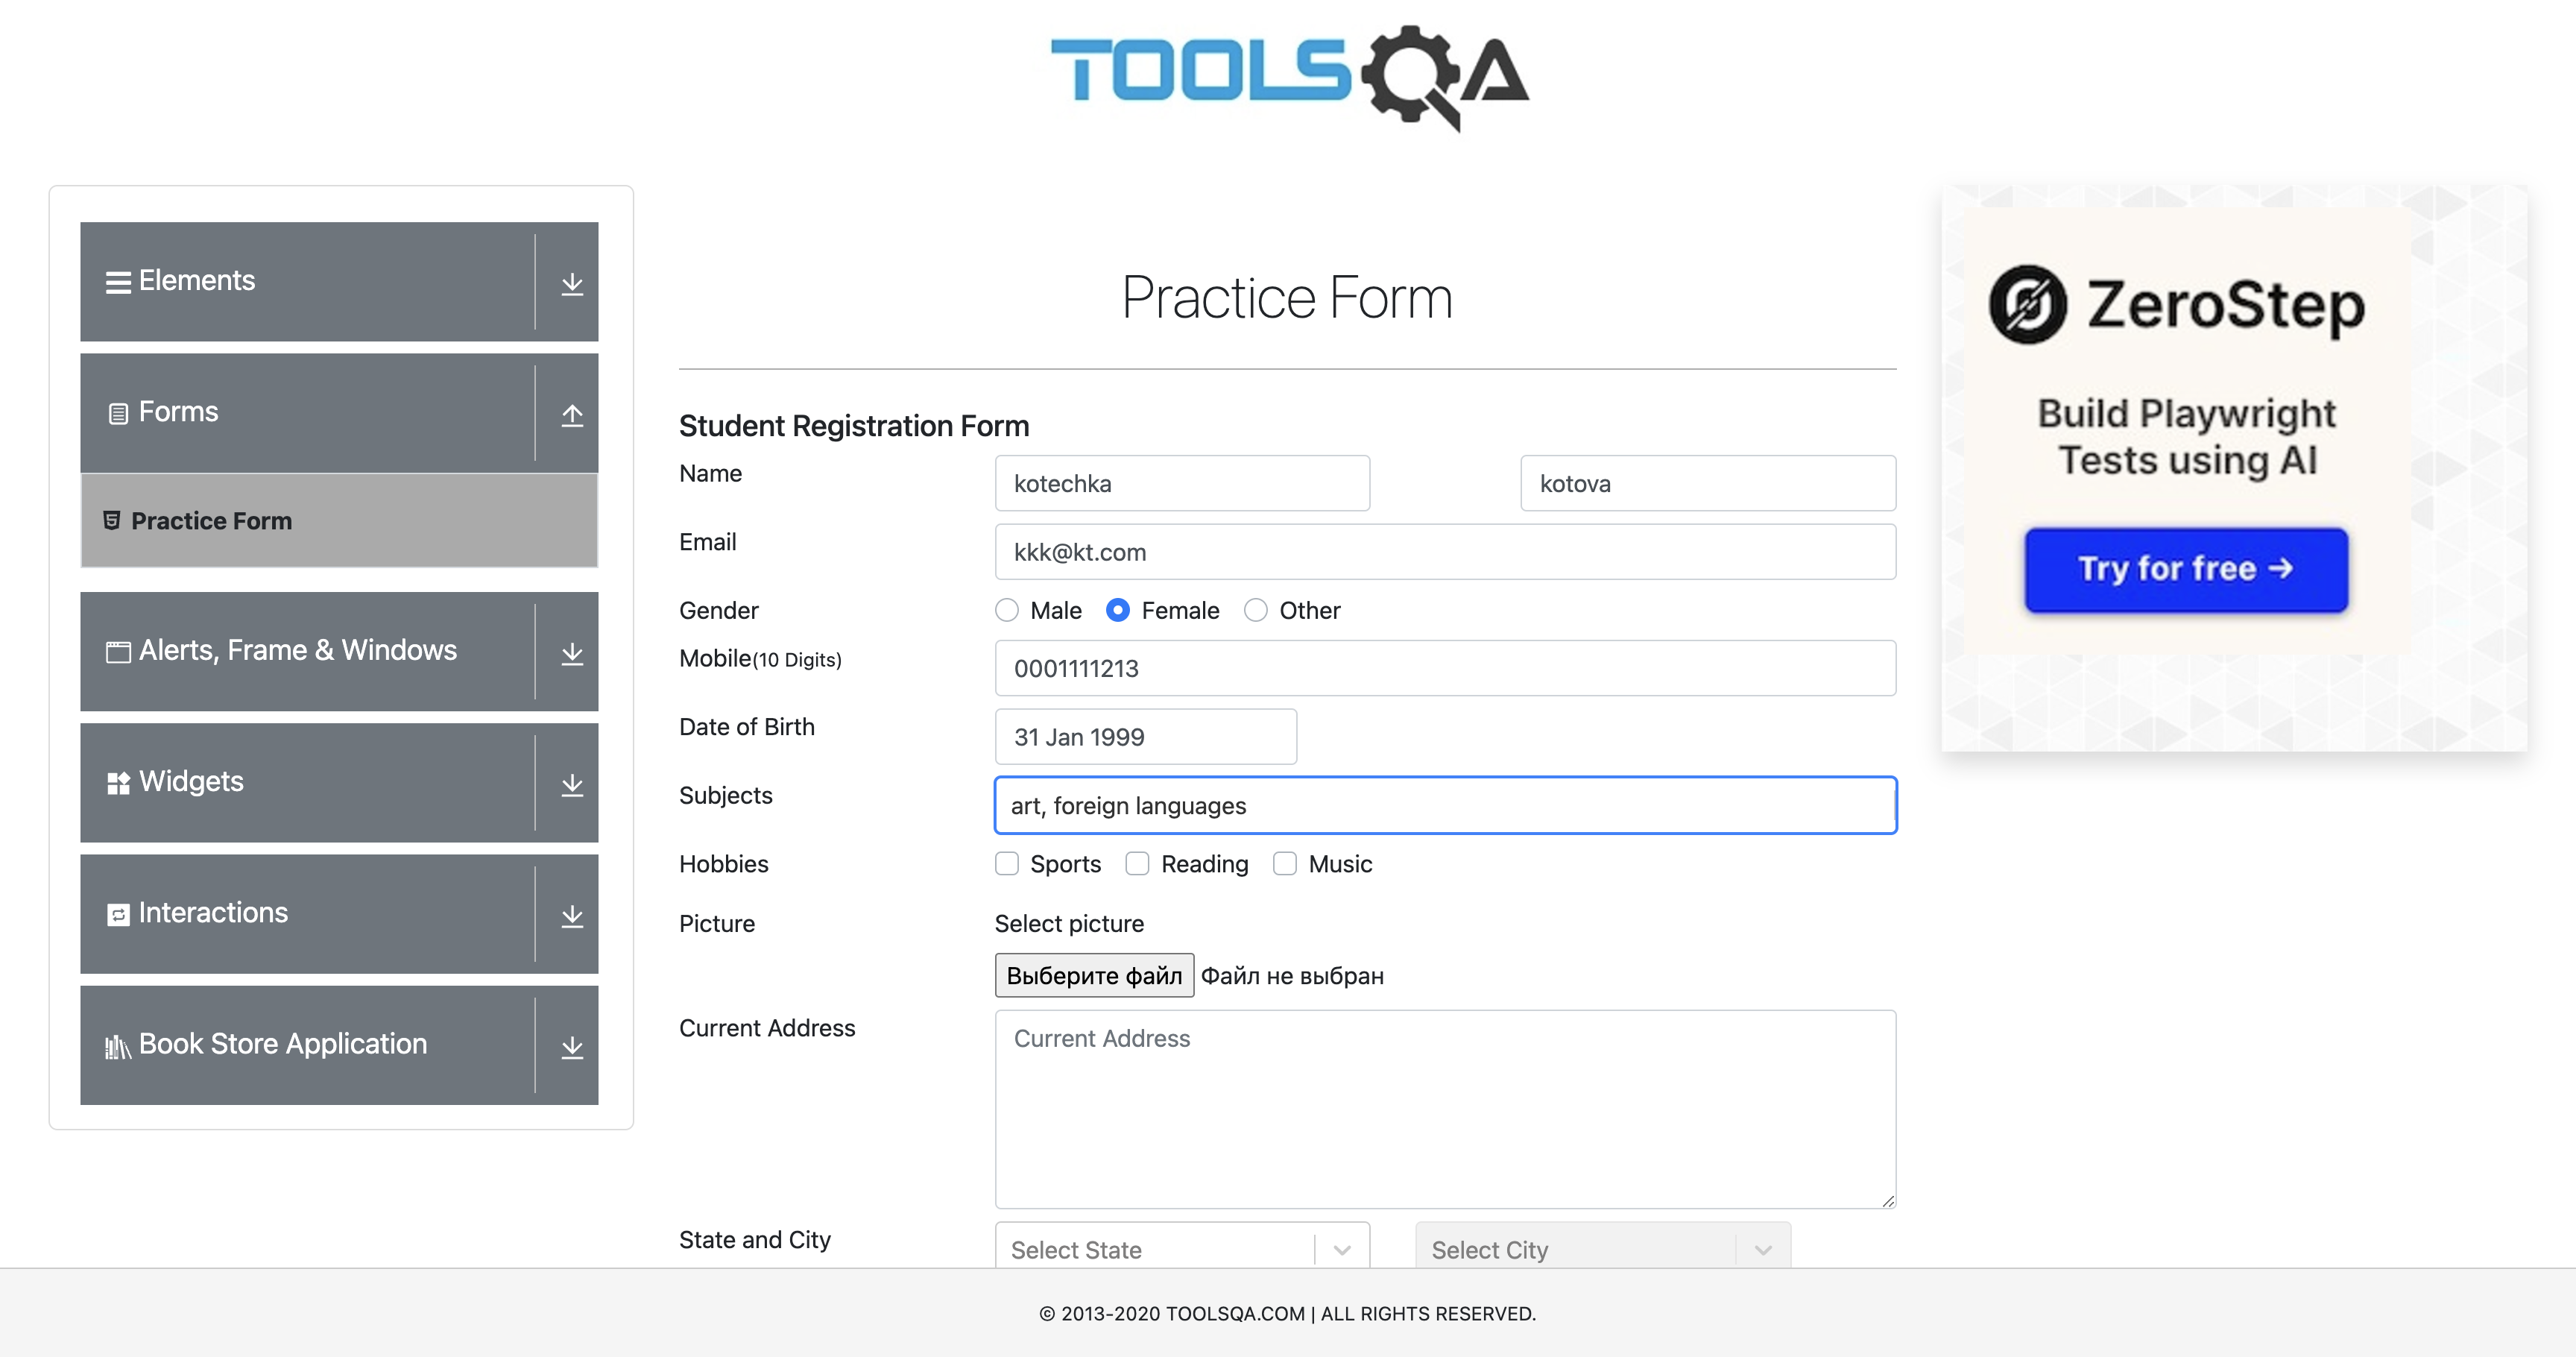 TOOLSQA
Elements
Forms
Practice Form
Alerts, Frame & Windows
Widgets
Interactions
Book Store Application
Practice Form
Student Registration Form
Name kotechka kotova
Email kkk@kt.com
Gender Male Female Other
Mobile(10 Digits) 0001111213
Date of Birth 31 Jan 1999
Subjects art, foreign languages
Hobbies Sports Reading Music
Picture Select picture
Выберите файл Файл не выбран
Current Address Current Address
State and City Select State Select City
ZeroStep
Build Playwright
Tests using AI
Try for free →
© 2013-2020 TOOLSQA.COM | ALL RIGHTS RESERVED.